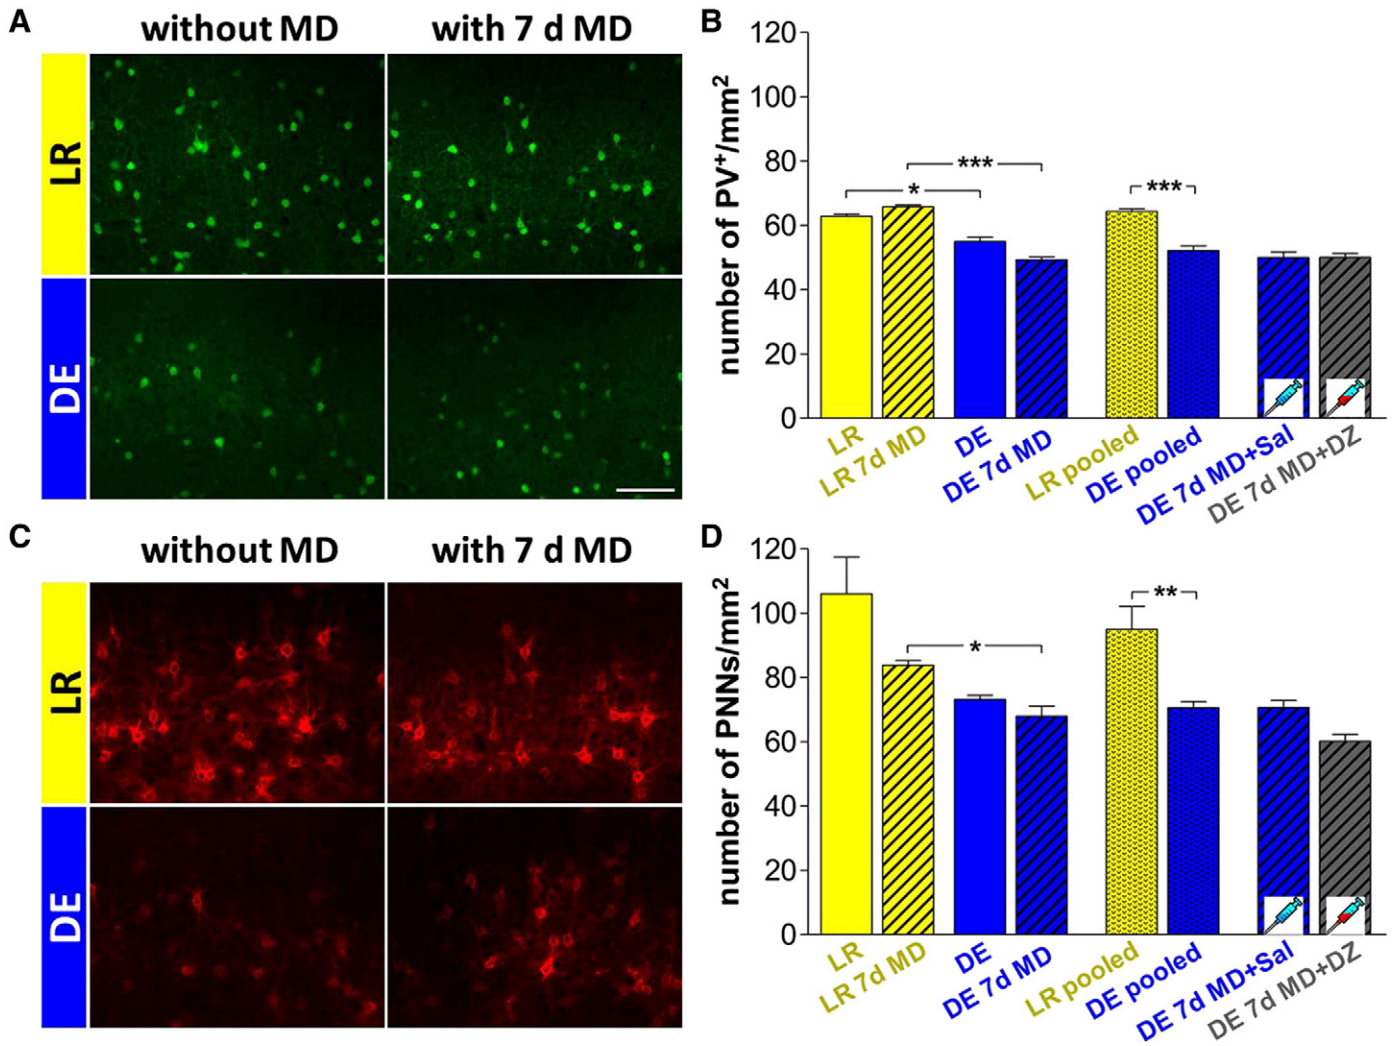 A
without MD
with 7 d MD
LR
DE
B
number of PV⁺/mm²
120
100
80
60
40
20
0
*
***
***
LR
LR 7d MD
DE
DE 7d MD
LR pooled
DE pooled
DE 7d MD+Sal
DE 7d MD+DZ
C
without MD
with 7 d MD
LR
DE
D
number of PNNs/mm²
120
100
80
60
40
20
0
*
**
LR
LR 7d MD
DE
DE 7d MD
LR pooled
DE pooled
DE 7d MD+Sal
DE 7d MD+DZ